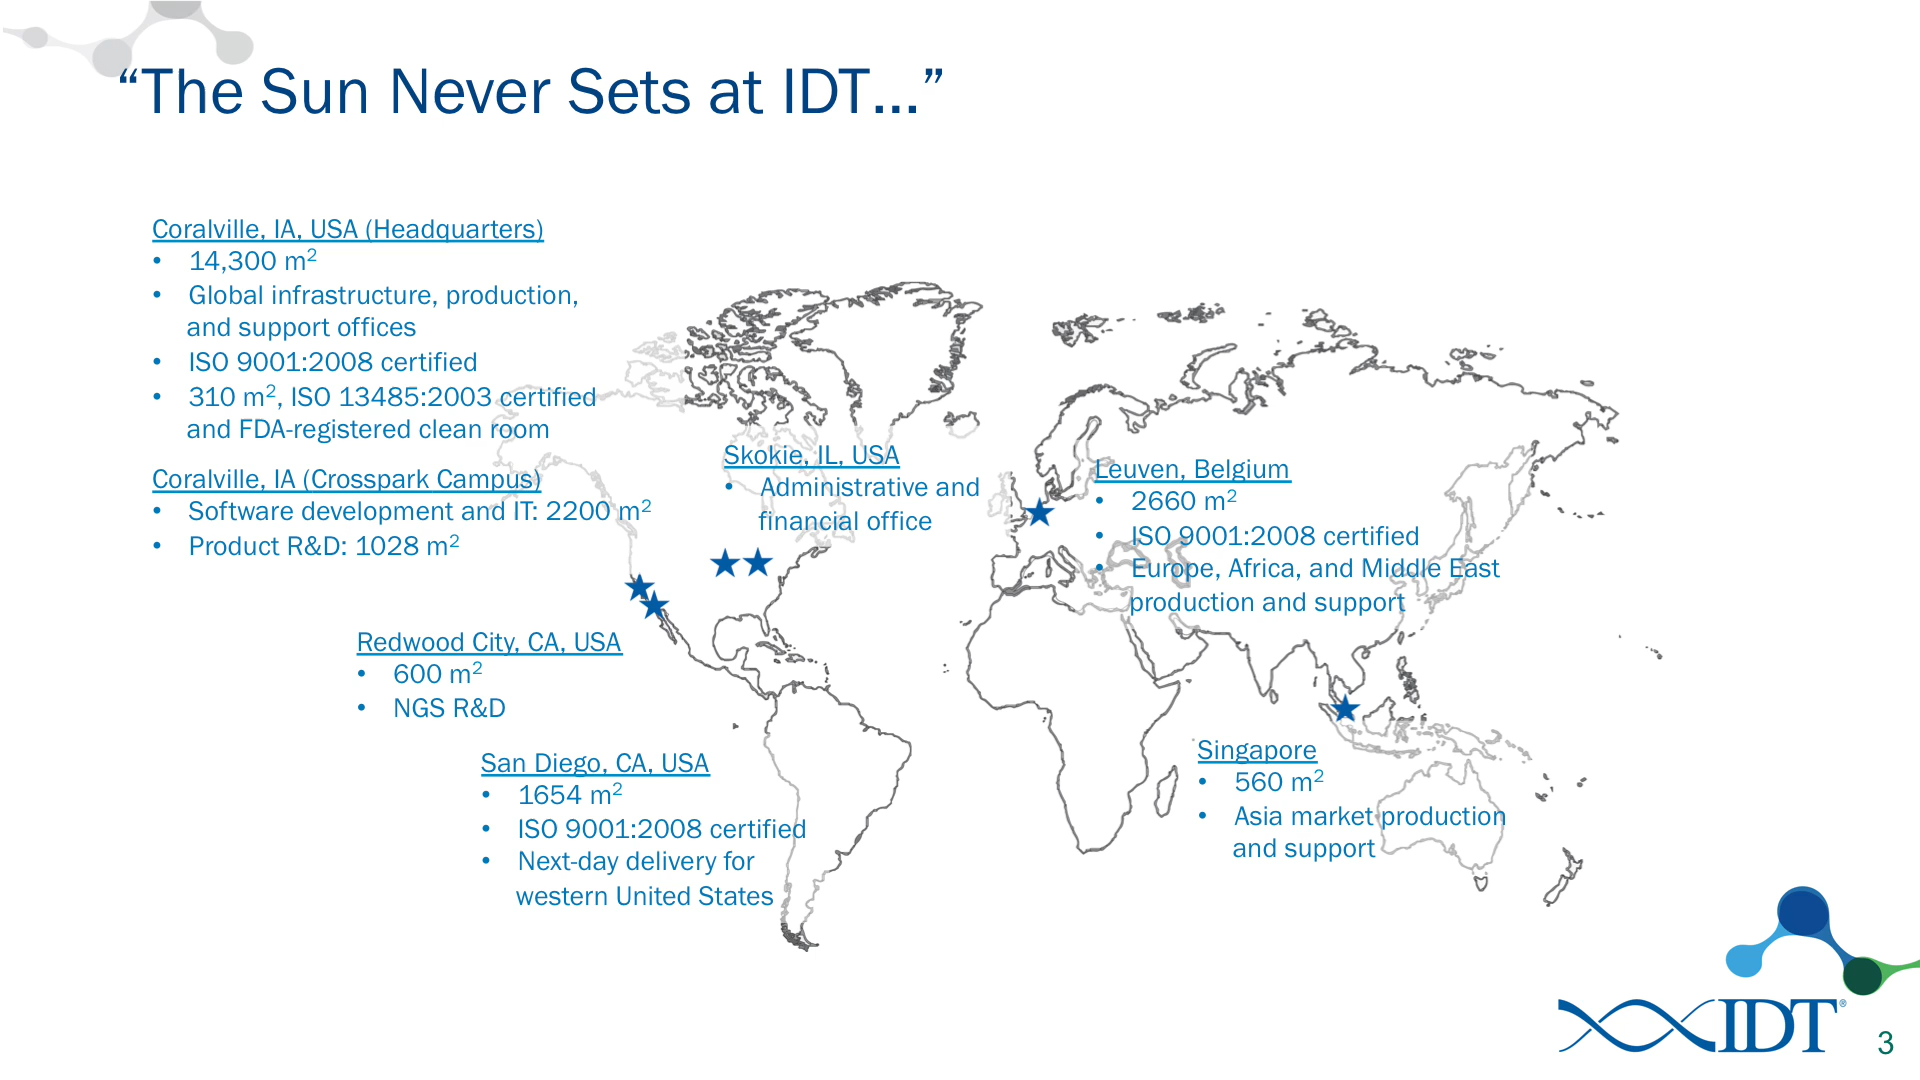 “The Sun Never Sets at IDT...”
Coralville, IA, USA (Headquarters)
• 14,300 m²
• Global infrastructure, production,
and support offices
• ISO 9001:2008 certified
• 310 m², ISO 13485:2003 certified
and FDA-registered clean room
Coralville, IA (Crosspark Campus)
• Software development and IT: 2200 m²
• Product R&D: 1028 m²
Skokie, IL, USA
• Administrative and
financial office
Leuven, Belgium
• 2660 m²
• ISO 9001:2008 certified
• Europe, Africa, and Middle East
production and support
Redwood City, CA, USA
• 600 m²
• NGS R&D
San Diego, CA, USA
• 1654 m²
• ISO 9001:2008 certified
• Next-day delivery for
western United States
Singapore
• 560 m²
• Asia market production
and support
IDT®
3